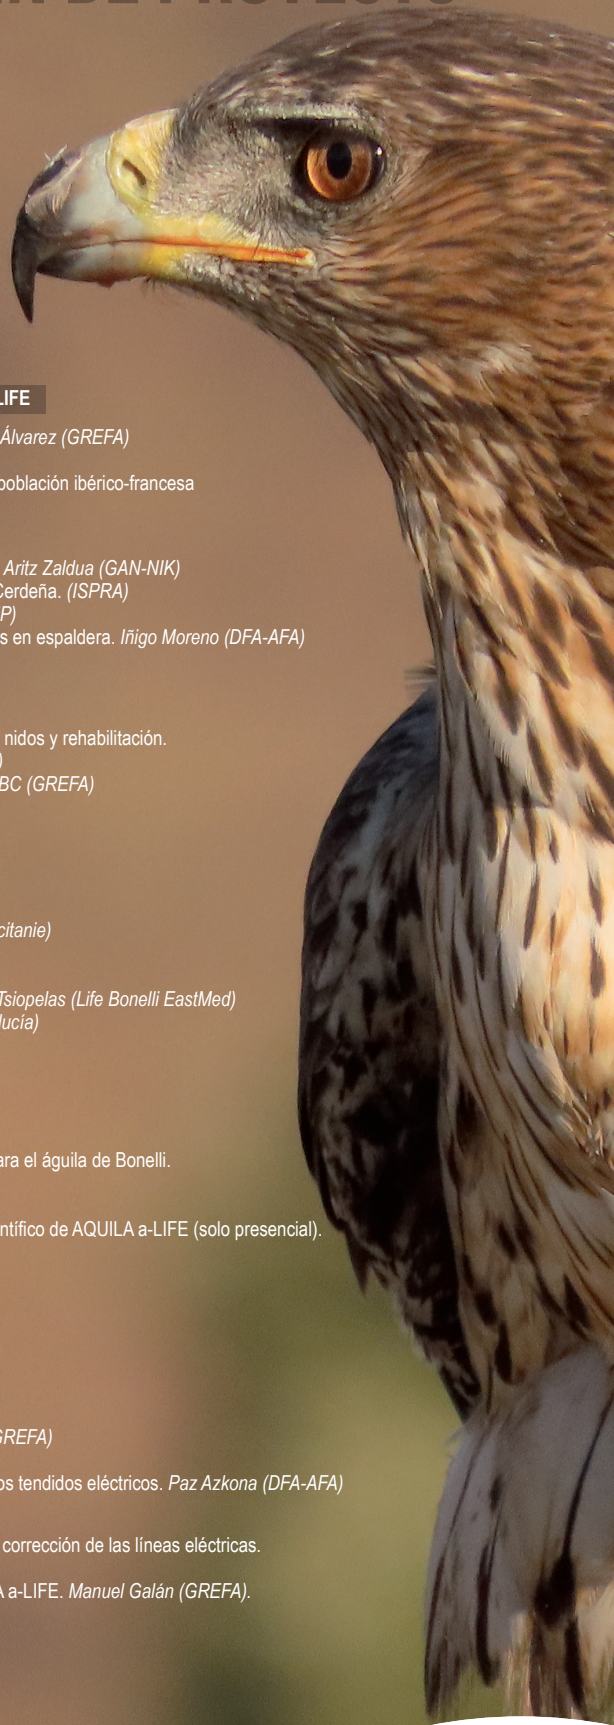 DE PROYECTO
LIFE
Álvarez (GREFA)
población ibérico-francesa
Aritz Zaldua (GAN-NIK)
Cerdeña. (ISPRA)
P)
s en espaldera. Iñigo Moreno (DFA-AFA)
nidos y rehabilitación.
)
BC (GREFA)
citanie)
Tsiopelas (Life Bonelli EastMed)
lucía)
ara el águila de Bonelli.
ntífico de AQUILA a-LIFE (solo presencial).
GREFA)
os tendidos eléctricos. Paz Azkona (DFA-AFA)
corrección de las líneas eléctricas.
A a-LIFE. Manuel Galán (GREFA).